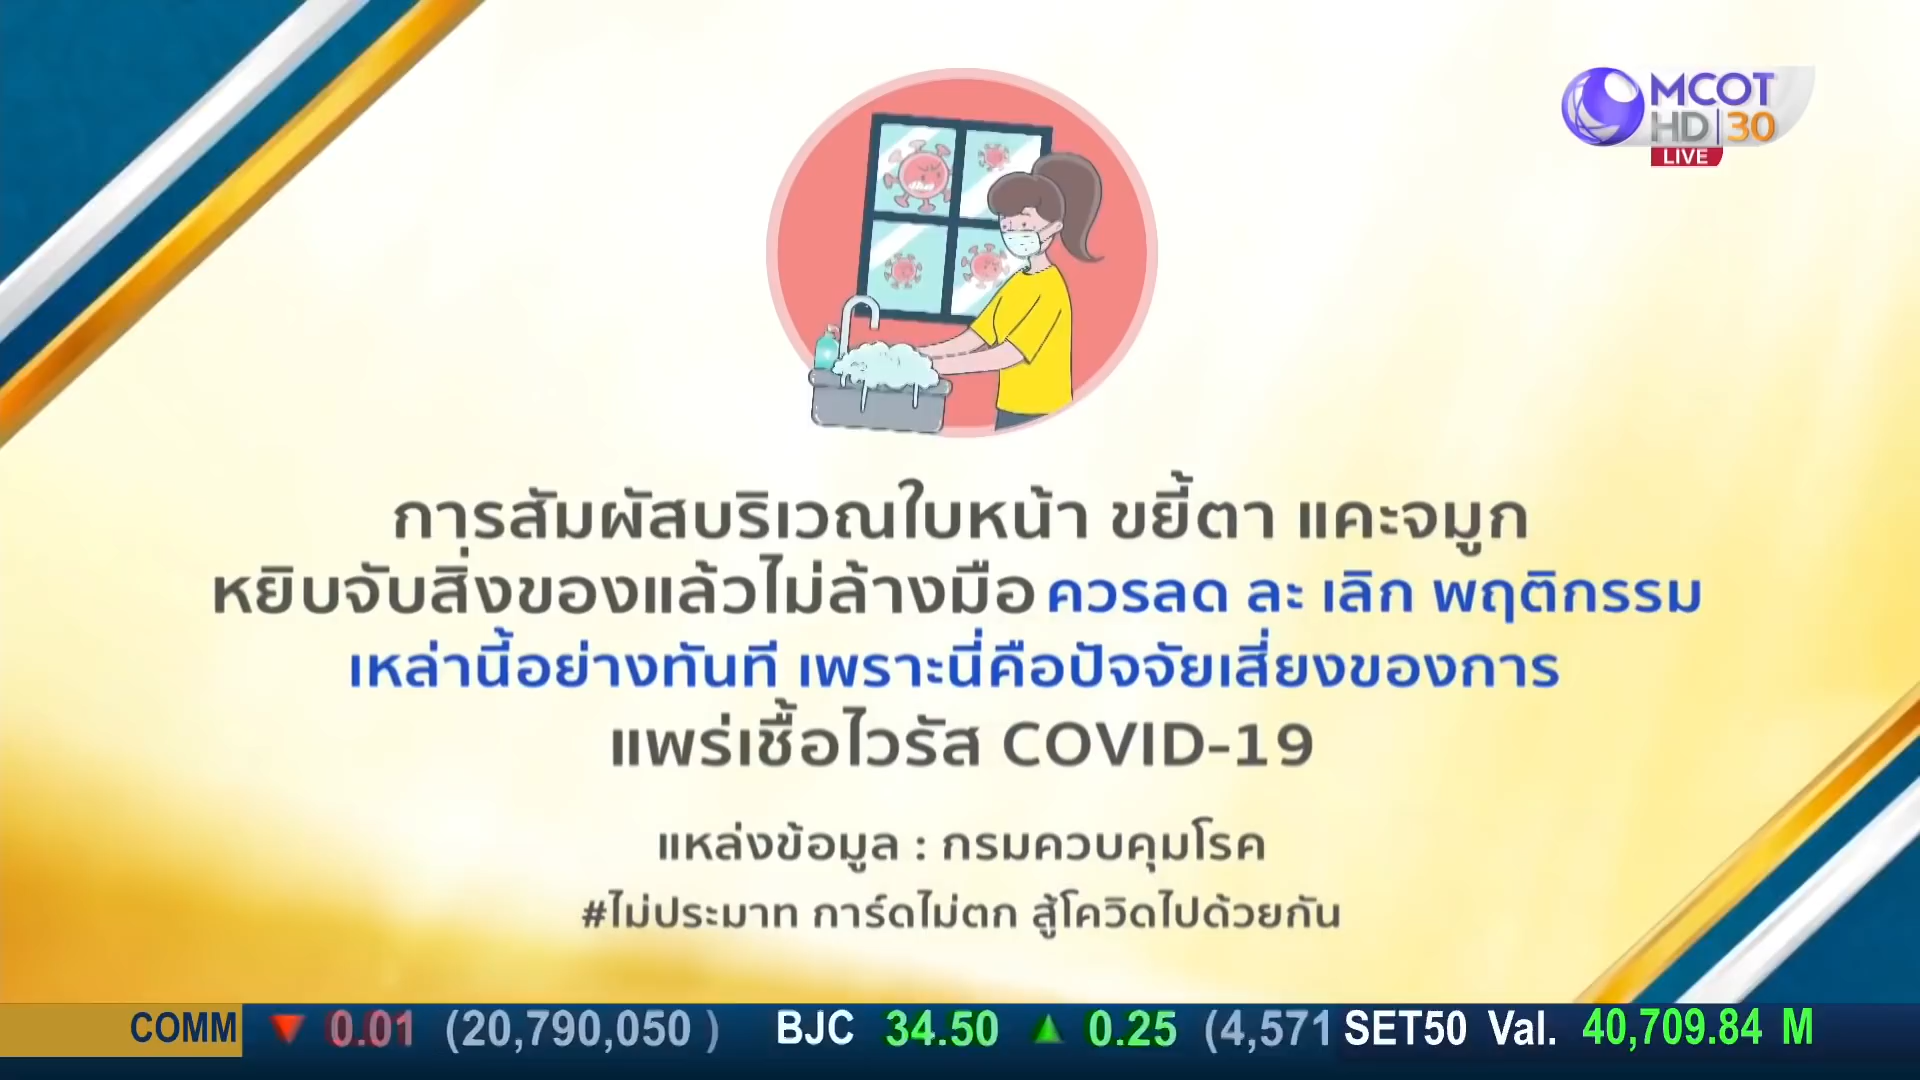 MCOT
HD 30
LIVE
การสัมผัสบริเวณใบหน้า ขยี้ตา แคะจมูก
หยิบจับสิ่งของแล้วไม่ล้างมือ ควรลด ละ เลิก พฤติกรรม
เหล่านี้อย่างทันที เพราะนี่คือปัจจัยเสี่ยงของการ
แพร่เชื้อไวรัส COVID-19
แหล่งข้อมูล : กรมควบคุมโรค
#ไม่ประมาท การ์ดไม่ตก สู้โควิดไปด้วยกัน
COMM ▼ 0.01 (20,790,050 ) BJC 34.50 ▲ 0.25 (4,571 SET50 Val. 40,709.84 M